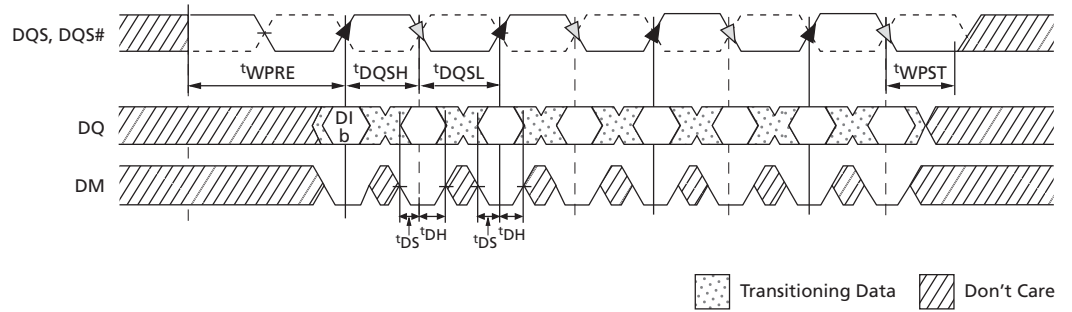 DQS, DQS#
tWPRE tDQSH tDQSL tWPST
DQ
DI
b
DM
tDS tDH tDS tDH
Transitioning Data Don't Care